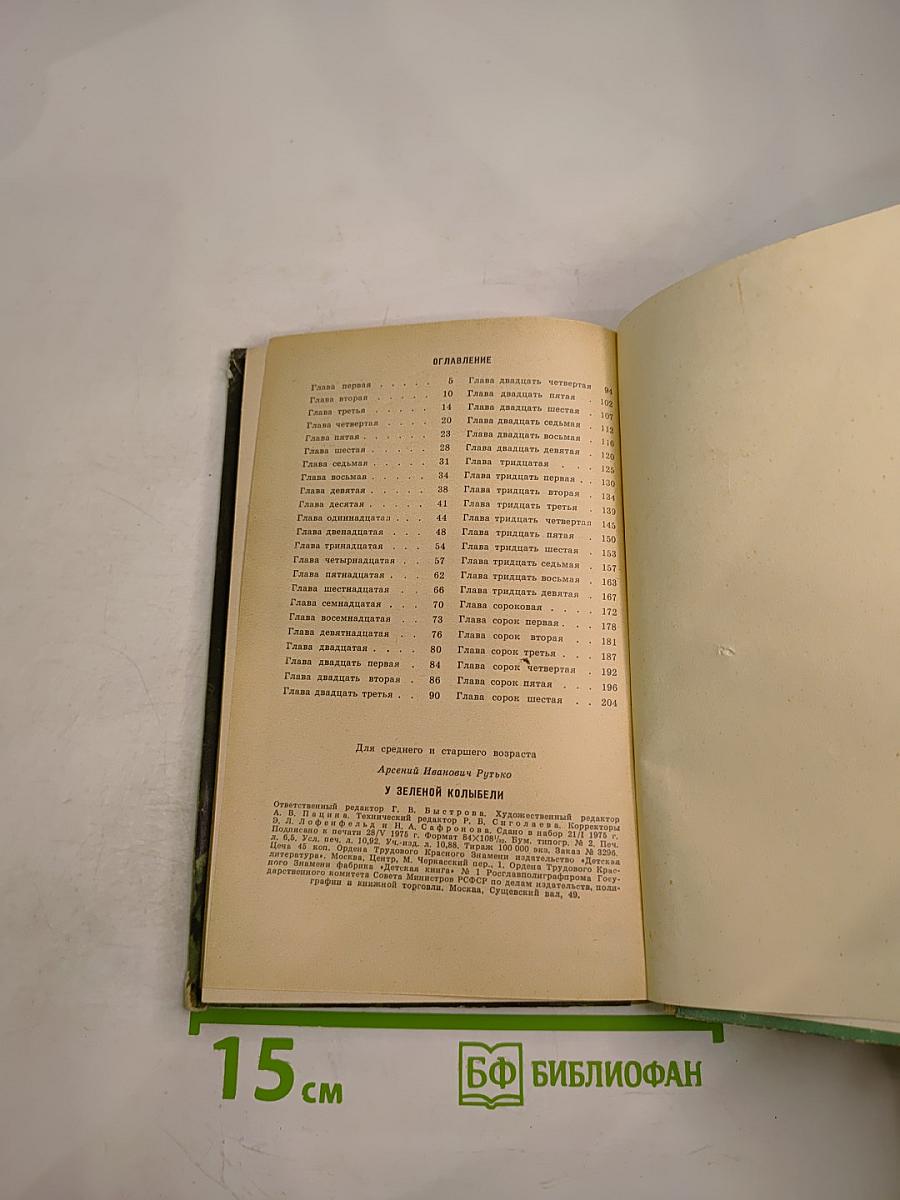 ОГЛАВЛЕНИЕ
Глава первая . . . . . 5
Глава вторая . . . . . 10
Глава третья . . . . . 14
Глава четвертая . . . . 20
Глава пятая . . . . . . 23
Глава шестая . . . . . 28
Глава седьмая . . . . . 31
Глава восьмая . . . . . 34
Глава девятая . . . . . 38
Глава десятая . . . . . 41
Глава одиннадцатая . . . 44
Глава двенадцатая . . . 48
Глава тринадцатая . . . 54
Глава четырнадцатая . . 57
Глава пятнадцатая . . . 62
Глава шестнадцатая . . 66
Глава семнадцатая . . . 70
Глава восемнадцатая . . 73
Глава девятнадцатая . . 76
Глава двадцатая . . . . 80
Глава двадцать первая . 84
Глава двадцать вторая . 86
Глава двадцать третья . . 90
Глава двадцать четвертая 94
Глава двадцать пятая . 102
Глава двадцать шестая . 107
Глава двадцать седьмая . 112
Глава двадцать восьмая . 116
Глава двадцать девятая . 120
Глава тридцатая . . . 125
Глава тридцать первая . . 130
Глава тридцать вторая . 134
Глава тридцать третья . 139
Глава тридцать четвертая 145
Глава тридцать пятая . 150
Глава тридцать шестая . 153
Глава тридцать седьмая . 157
Глава тридцать восьмая . 163
Глава тридцать девятая . 167
Глава сороковая . . . . 172
Глава сорок первая . . . 178
Глава сорок вторая . . 181
Глава сорок третья . . . 187
Глава сорок четвертая . 192
Глава сорок пятая . . . 196
Глава сорок шестая . . 204
Для среднего и старшего возраста
Арсений Иванович Рутько
У ЗЕЛЕНОЙ КОЛЫБЕЛИ
Ответственный редактор Г. В. Быстрова. Художественный редактор
А. В. Пацина. Технический редактор Р. Б. Сиголаева. Корректоры
Э. Л. Лофенфельд и Н. А. Сафронова. Сдано в набор 21/I 1975 г.
Подписано к печати 28/V 1975 г. Формат 84×108¹/₃₂. Бум. типогр. № 2. Печ.
л. 6,5. Усл. печ. л. 10,92. Уч.-изд. л. 10,88. Тираж 100 000 экз. Заказ № 3296.
Цена 45 коп. Ордена Трудового Красного Знамени издательство «Детская
литература». Москва, Центр, М. Черкасский пер., 1. Ордена Трудового Крас-
ного Знамени фабрика «Детская книга» № 1 Росглавполиграфпрома Госу-
дарственного комитета Совета Министров РСФСР по делам издательств, поли-
графии и книжной торговли. Москва, Сущевский вал, 49.
15 см
БФ БИБЛИОФАН